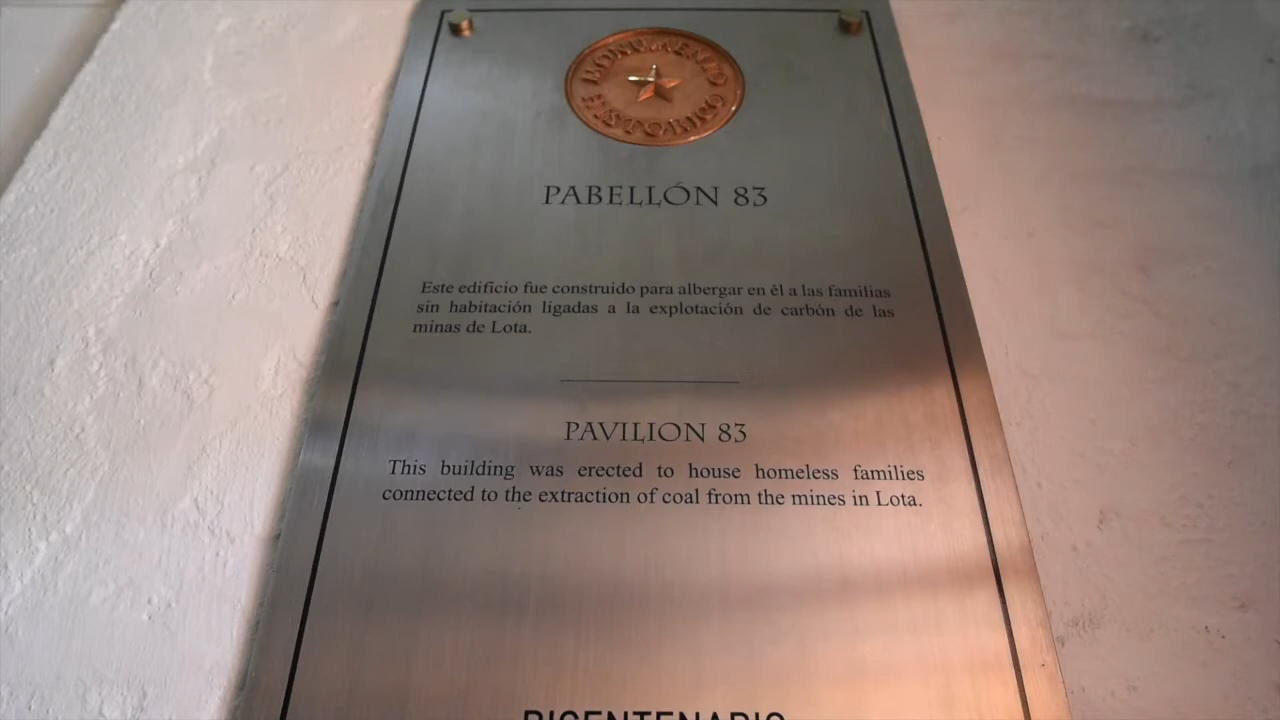 MONUMENTO
HISTORICO
PABELLÓN 83
Este edificio fue construido para albergar en él a las familias
sin habitación ligadas a la explotación de carbón de las
minas de Lota.
PAVILION 83
This building was erected to house homeless families
connected to the extraction of coal from the mines in Lota.
BICENTENARIO